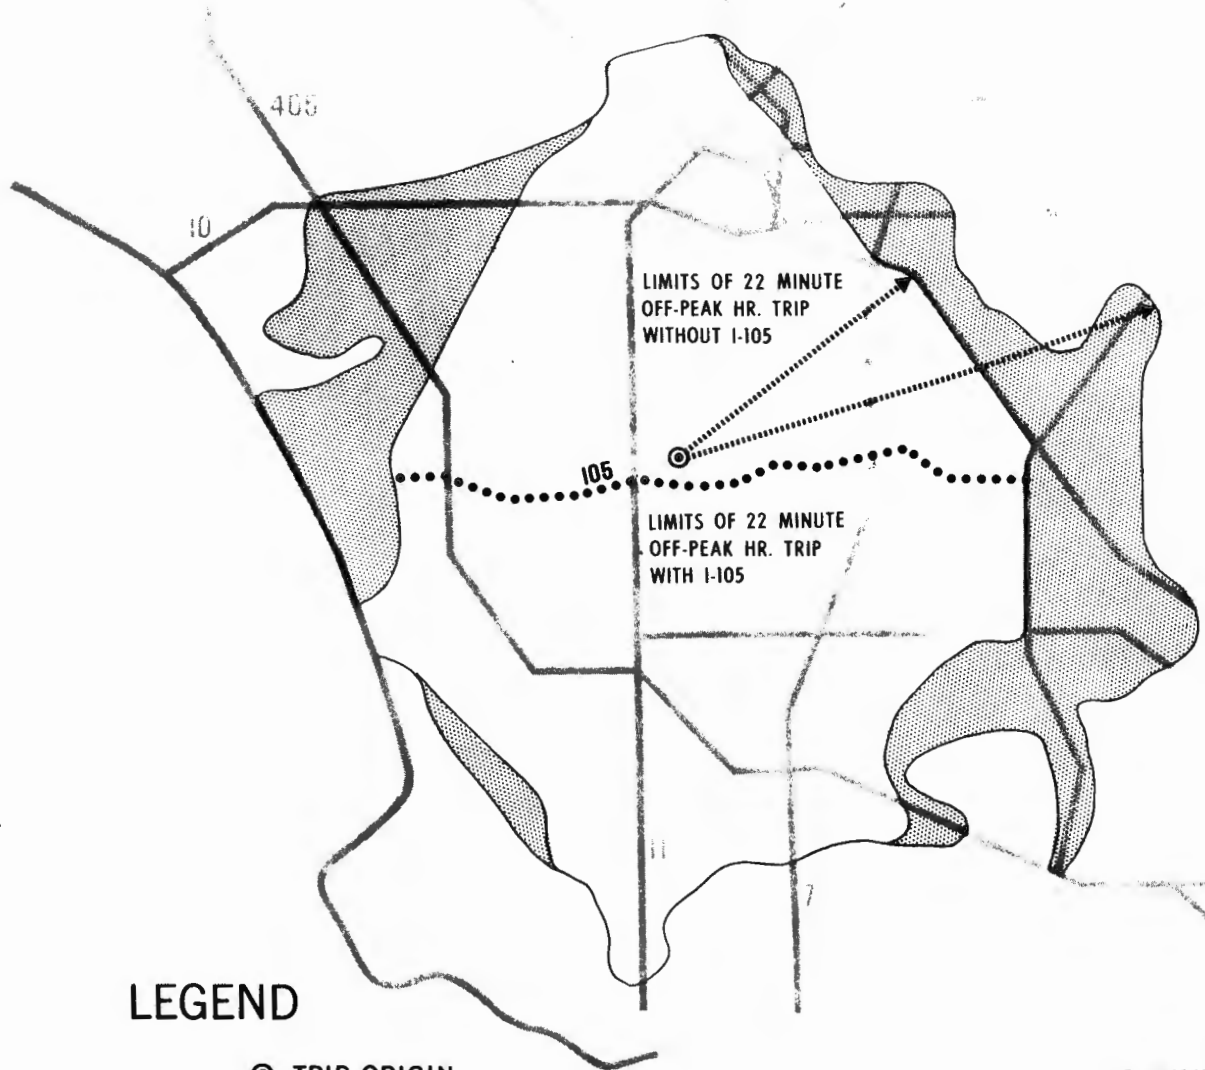 405
10
LIMITS OF 22 MINUTE
OFF-PEAK HR. TRIP
WITHOUT I-105
105
LIMITS OF 22 MINUTE
OFF-PEAK HR. TRIP
WITH I-105
11
7
LEGEND
TRIP ORIGIN